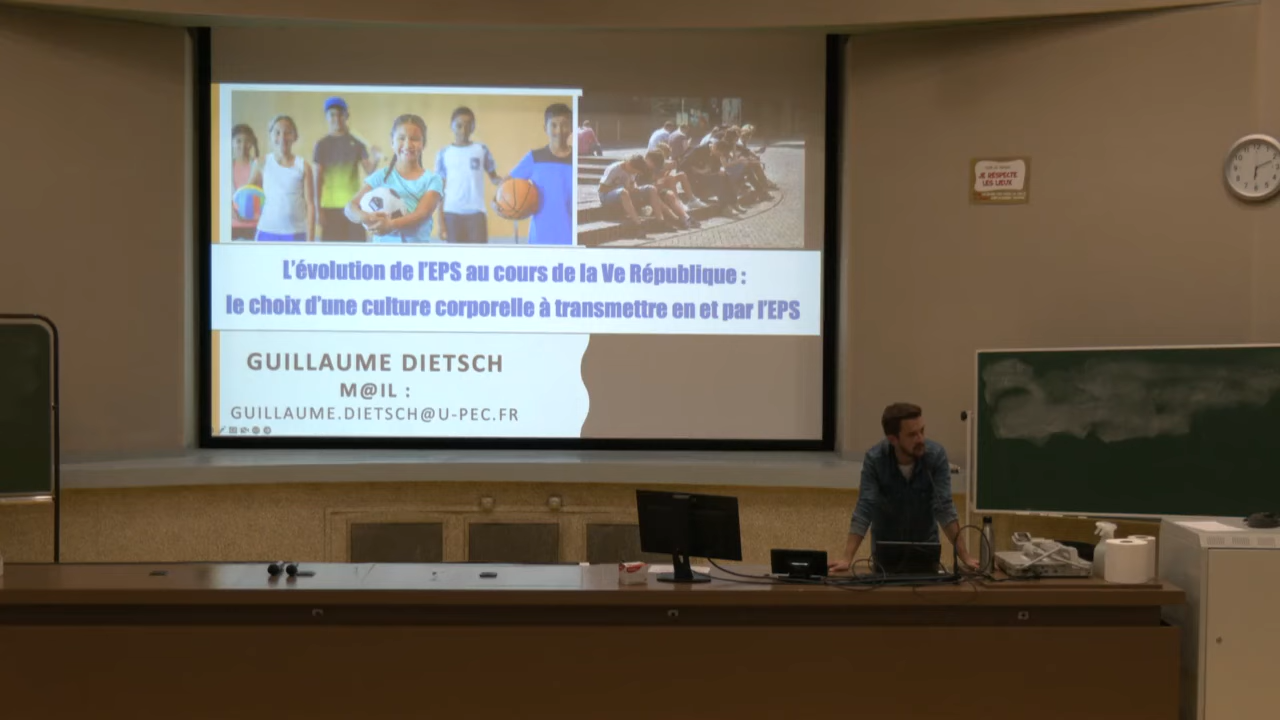 L'évolution de l'EPS au cours de la Ve République :
le choix d'une culture corporelle à transmettre en et par l'EPS
GUILLAUME DIETSCH
M@IL :
GUILLAUME.DIETSCH@U-PEC.FR
JE RESPECTE
LES LIEUX